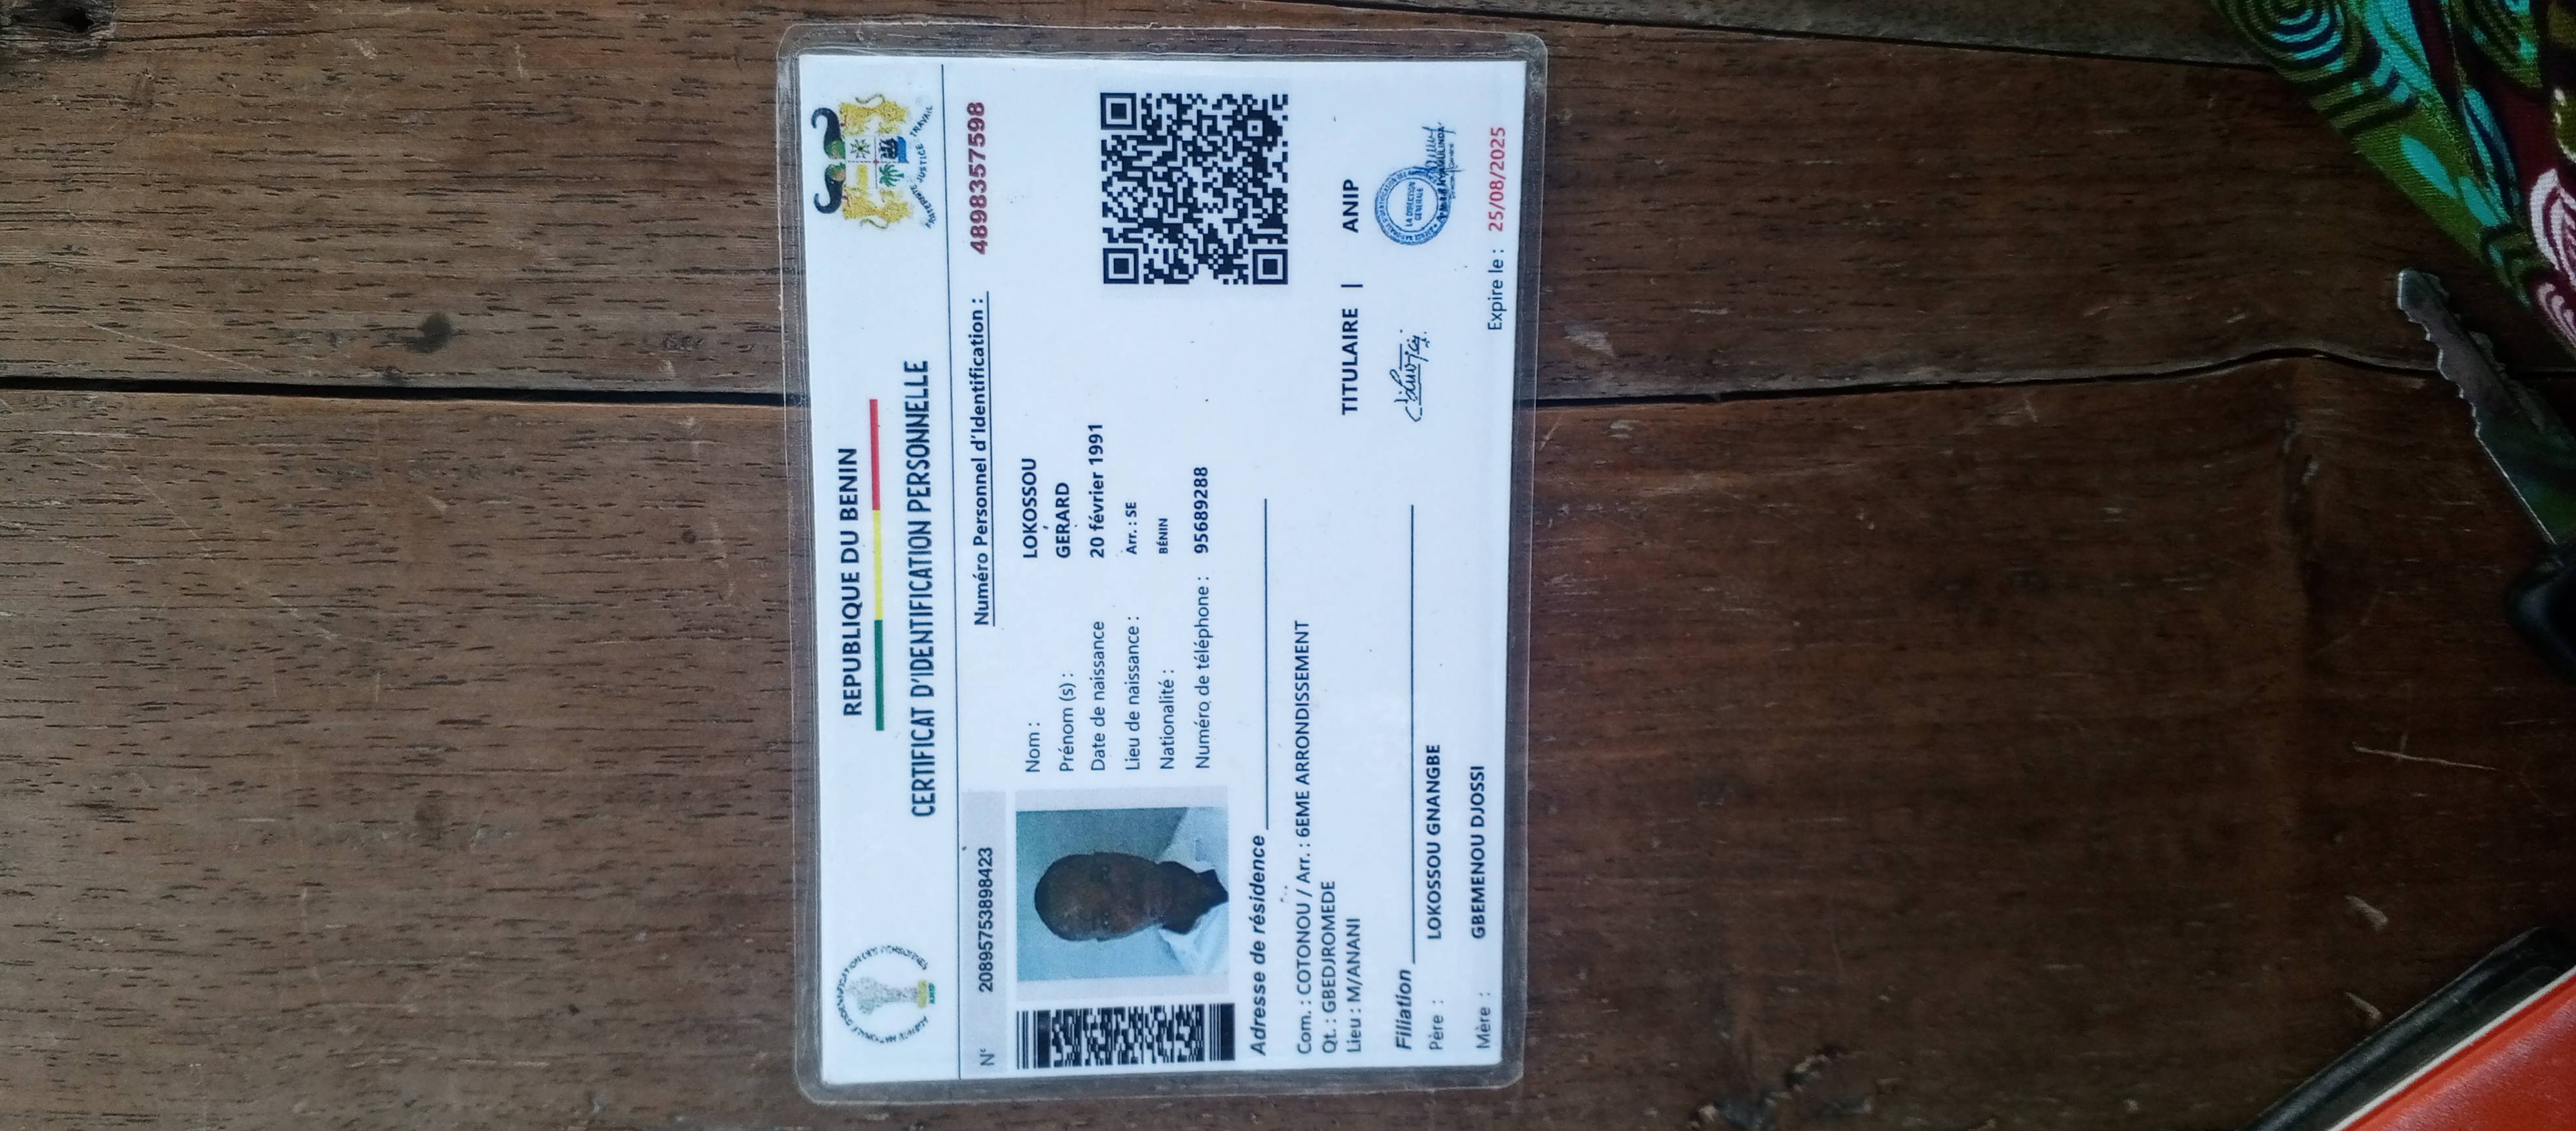 REPUBLIQUE DU BENIN
CERTIFICAT D'IDENTIFICATION PERSONNELLE
FRATERNITE JUSTICE TRAVAIL
ANIP
N° 20895753898423
Numéro Personnel d'Identification : 4898357598
Nom : LOKOSSOU
Prénom (s) : GÉRARD
Date de naissance 20 février 1991
Lieu de naissance : Arr. : SE
Nationalité : BÉNIN
Numéro de téléphone : 95689288
Adresse de résidence
Com. : COTONOU / Arr. : 6EME ARRONDISSEMENT
Qt. : GBEDJROMEDE
Lieu : M/ANANI
TITULAIRE | ANIP
LA DIRECTION
GENERALE
Filiation
Père : LOKOSSOU GNANGBE
Mère : GBEMENOU DJOSSI
Expire le : 25/08/2025